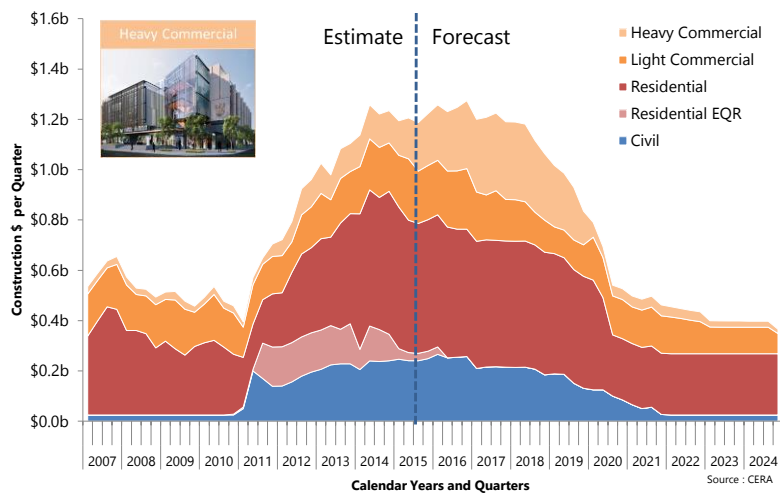 $1.6b
$1.4b
$1.2b
$1.0b
$0.8b
$0.6b
$0.4b
$0.2b
$0.0b
Construction $ per Quarter
Heavy Commercial
Estimate
Forecast
Heavy Commercial
Light Commercial
Residential
Residential EQR
Civil
2007 2008 2009 2010 2011 2012 2013 2014 2015 2016 2017 2018 2019 2020 2021 2022 2023 2024
Calendar Years and Quarters
Source : CERA